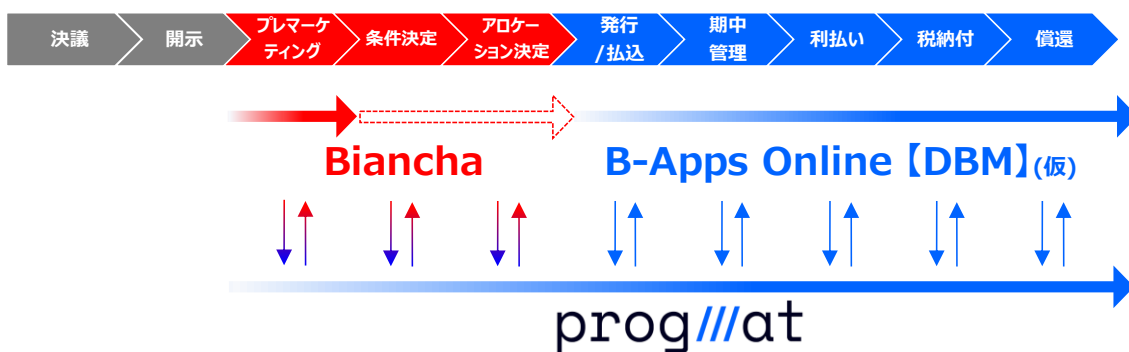 決議
開示
プレマーケ
ティング
条件決定
アロケー
ション決定
発行
/払込
期中
管理
利払い
税納付
償還
Biancha
B-Apps Online【DBM】(仮)
prog///at